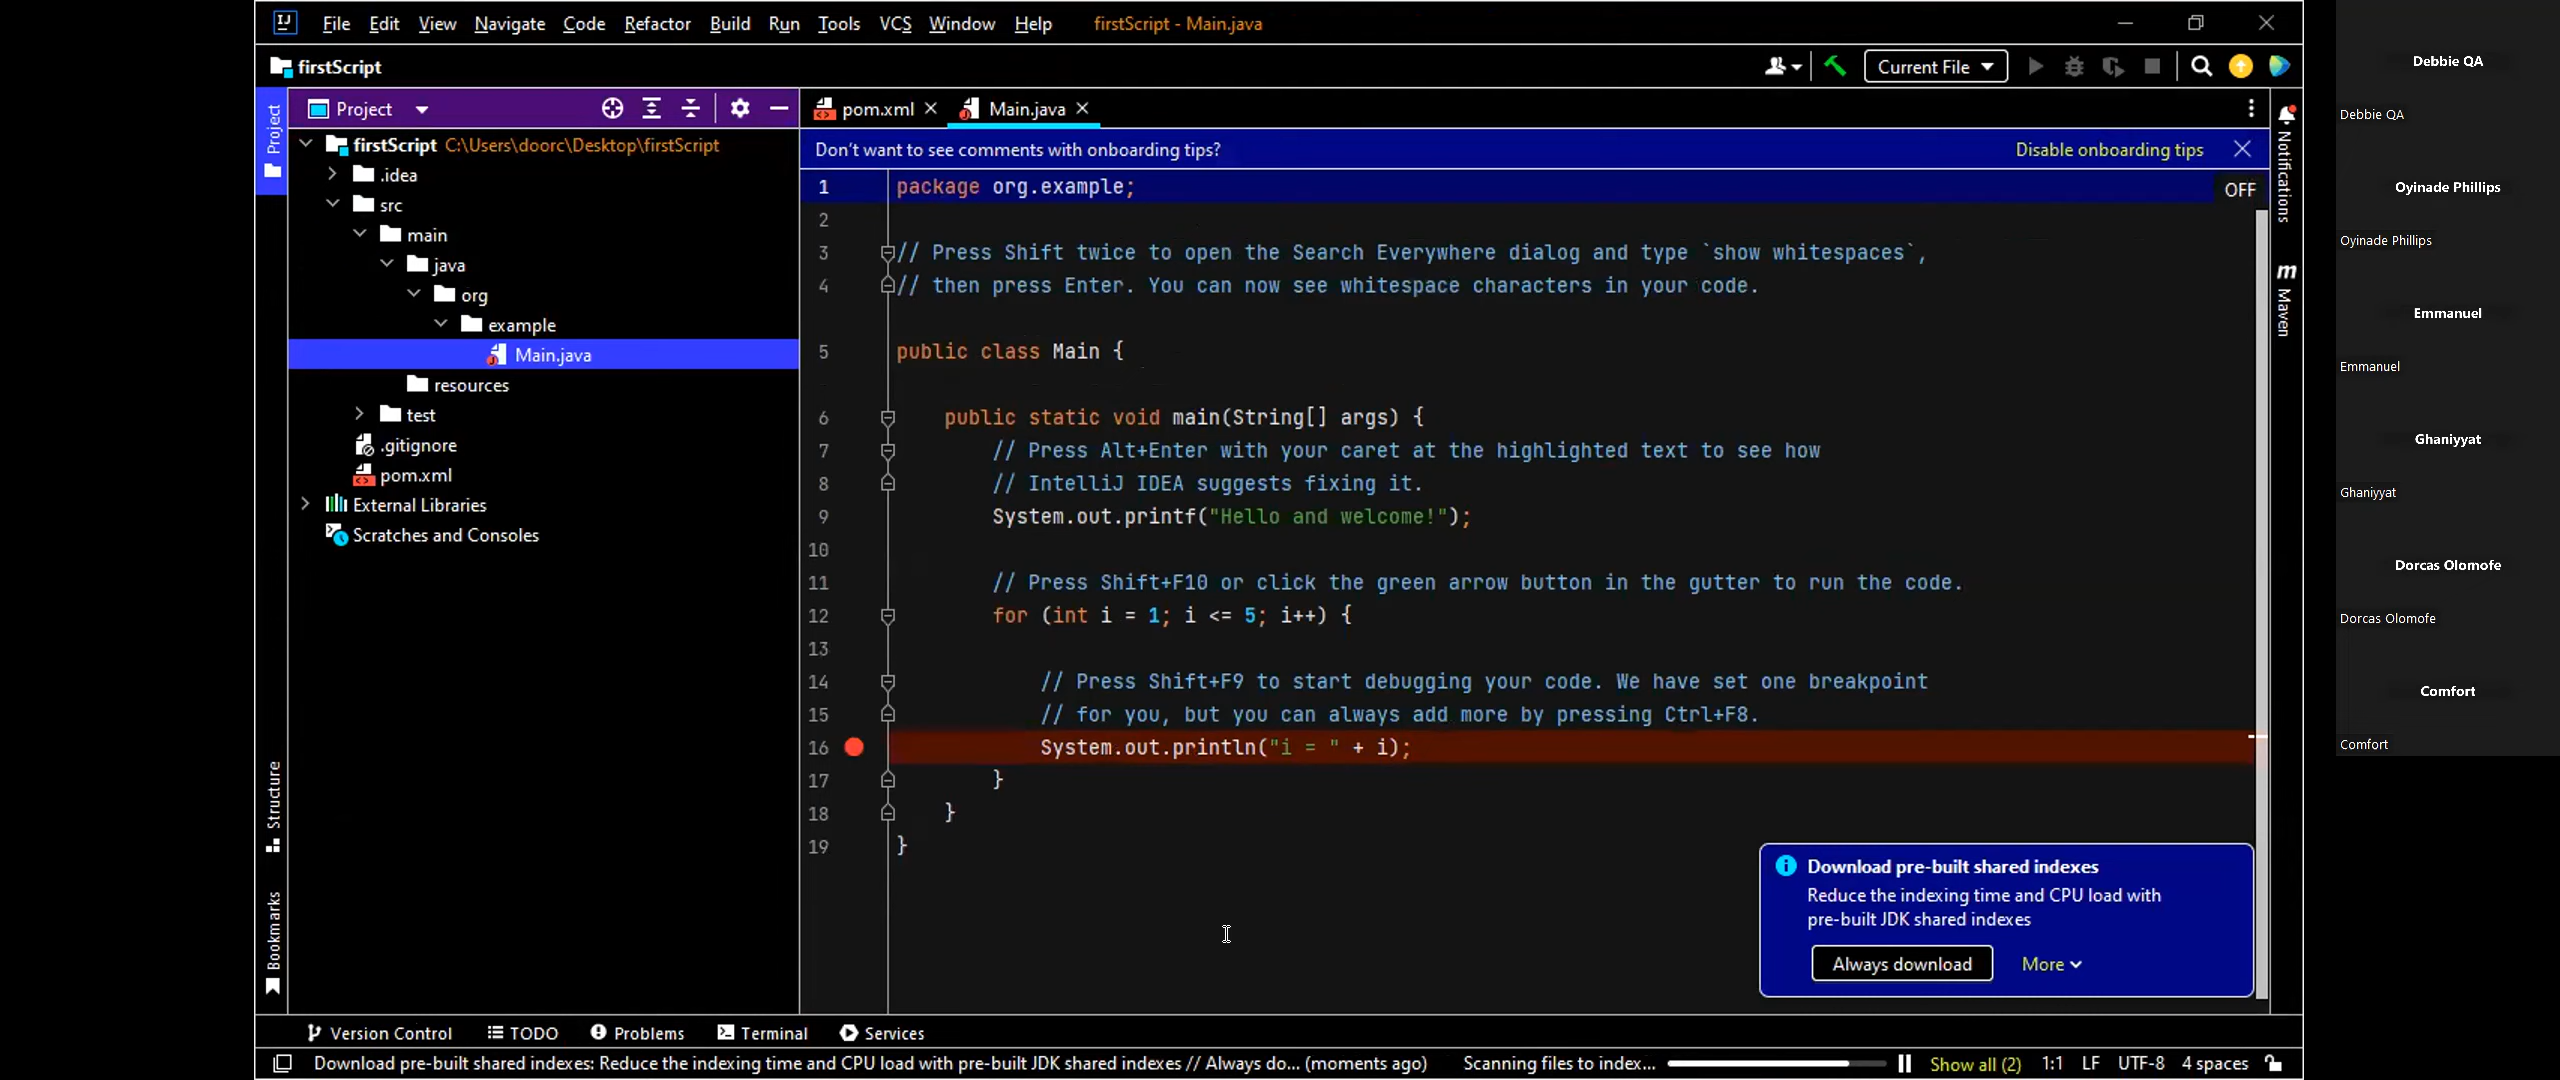 IJ File Edit View Navigate Code Refactor Build Run Tools VCS Window Help firstScript - Main.java
firstScript
Current File
Project
Project
pom.xml
Main.java
firstScript C:\Users\doorc\Desktop\firstScript
.idea
src
main
java
org
example
Main.java
resources
test
.gitignore
pom.xml
External Libraries
Scratches and Consoles
Structure
Bookmarks
Don't want to see comments with onboarding tips? Disable onboarding tips
OFF
1 package org.example;
2
3 // Press Shift twice to open the Search Everywhere dialog and type `show whitespaces`,
4 // then press Enter. You can now see whitespace characters in your code.
5 public class Main {
6 public static void main(String[] args) {
7 // Press Alt+Enter with your caret at the highlighted text to see how
8 // IntelliJ IDEA suggests fixing it.
9 System.out.printf("Hello and welcome!");
10
11 // Press Shift+F10 or click the green arrow button in the gutter to run the code.
12 for (int i = 1; i <= 5; i++) {
13
14 // Press Shift+F9 to start debugging your code. We have set one breakpoint
15 // for you, but you can always add more by pressing Ctrl+F8.
16 System.out.println("i = " + i);
17 }
18 }
19 }
Notifications
m Maven
Download pre-built shared indexes
Reduce the indexing time and CPU load with
pre-built JDK shared indexes
Always download More
Version Control TODO Problems Terminal Services
Download pre-built shared indexes: Reduce the indexing time and CPU load with pre-built JDK shared indexes // Always do... (moments ago) Scanning files to index... Show all (2) 1:1 LF UTF-8 4 spaces
Debbie QA
Debbie QA
Oyinade Phillips
Oyinade Phillips
Emmanuel
Emmanuel
Ghaniyyat
Ghaniyyat
Dorcas Olomofe
Dorcas Olomofe
Comfort
Comfort